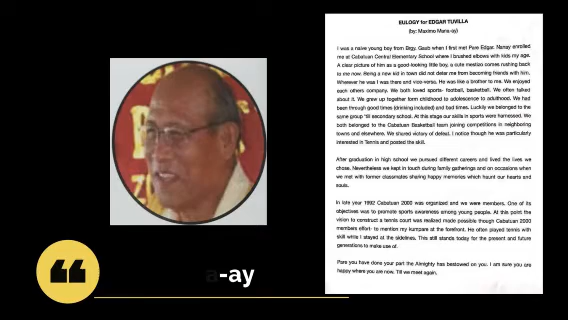 EULOGY for EDGAR TUVILLA
(by: Maximo Mana-ay)
I was a naive young boy from Brgy. Gaub when I first met Pare Edgar. Nanay enrolled
me at Cabatuan Central Elementary School where I brushed elbows with kids my age.
A clear picture of him as a good-looking little boy, a cute mestizo comes rushing back
to me now. Being a new kid in town did not deter me from becoming friends with him.
Wherever he was I was there and vice-versa. He was like a brother to me. We enjoyed
each others company. We both loved sports- football, basketball. We often talked
about it. We grew up together form childhood to adolescence to adulthood. We had
been through good times (drinking included) and bad times. Luckily we belonged to the
same group "til secondary school. At this stage our skills in sports were harnessed. We
both belonged to the Cabatuan Basketball team joining competitions in neighboring
towns and elsewhere. We shared victory of defeat. I notice though he was particularly
interested in Tennis and posted the skill.
After graduation in high school we pursued different careers and lived the lives we
chose. Nevertheless we kept in touch during family gatherings and on occasions when
we met with former classmates sharing happy memories which haunt our hearts and
souls.
In late year 1992 Cabatuan 2000 was organized and we were members. One of its
objectives was to promote sports awareness among young people. At this point the
vision to construct a tennis court was realized made possible though Cabatuan 2000
members effort- to mention my kumpare at the forefront. He often played tennis with
skill while I stayed at the sidelines. This still stands today for the present and future
generations to make use of.
Pare you have done your part the Almighty has bestowed on you. I am sure you are
happy where you are now. Till we meet again.
a-ay